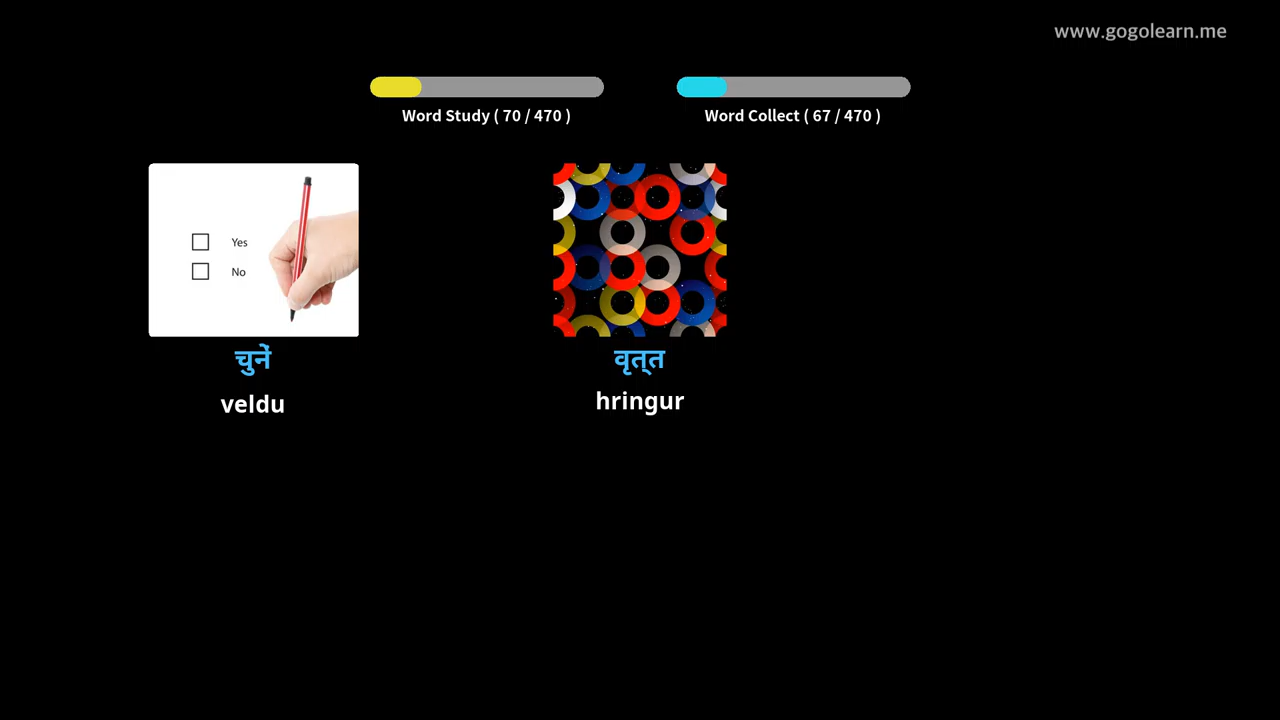 www.gogolearn.me
Word Study ( 70 / 470 )
Word Collect ( 67 / 470 )
Yes
No
चुनें
veldu
वृत्त
hringur